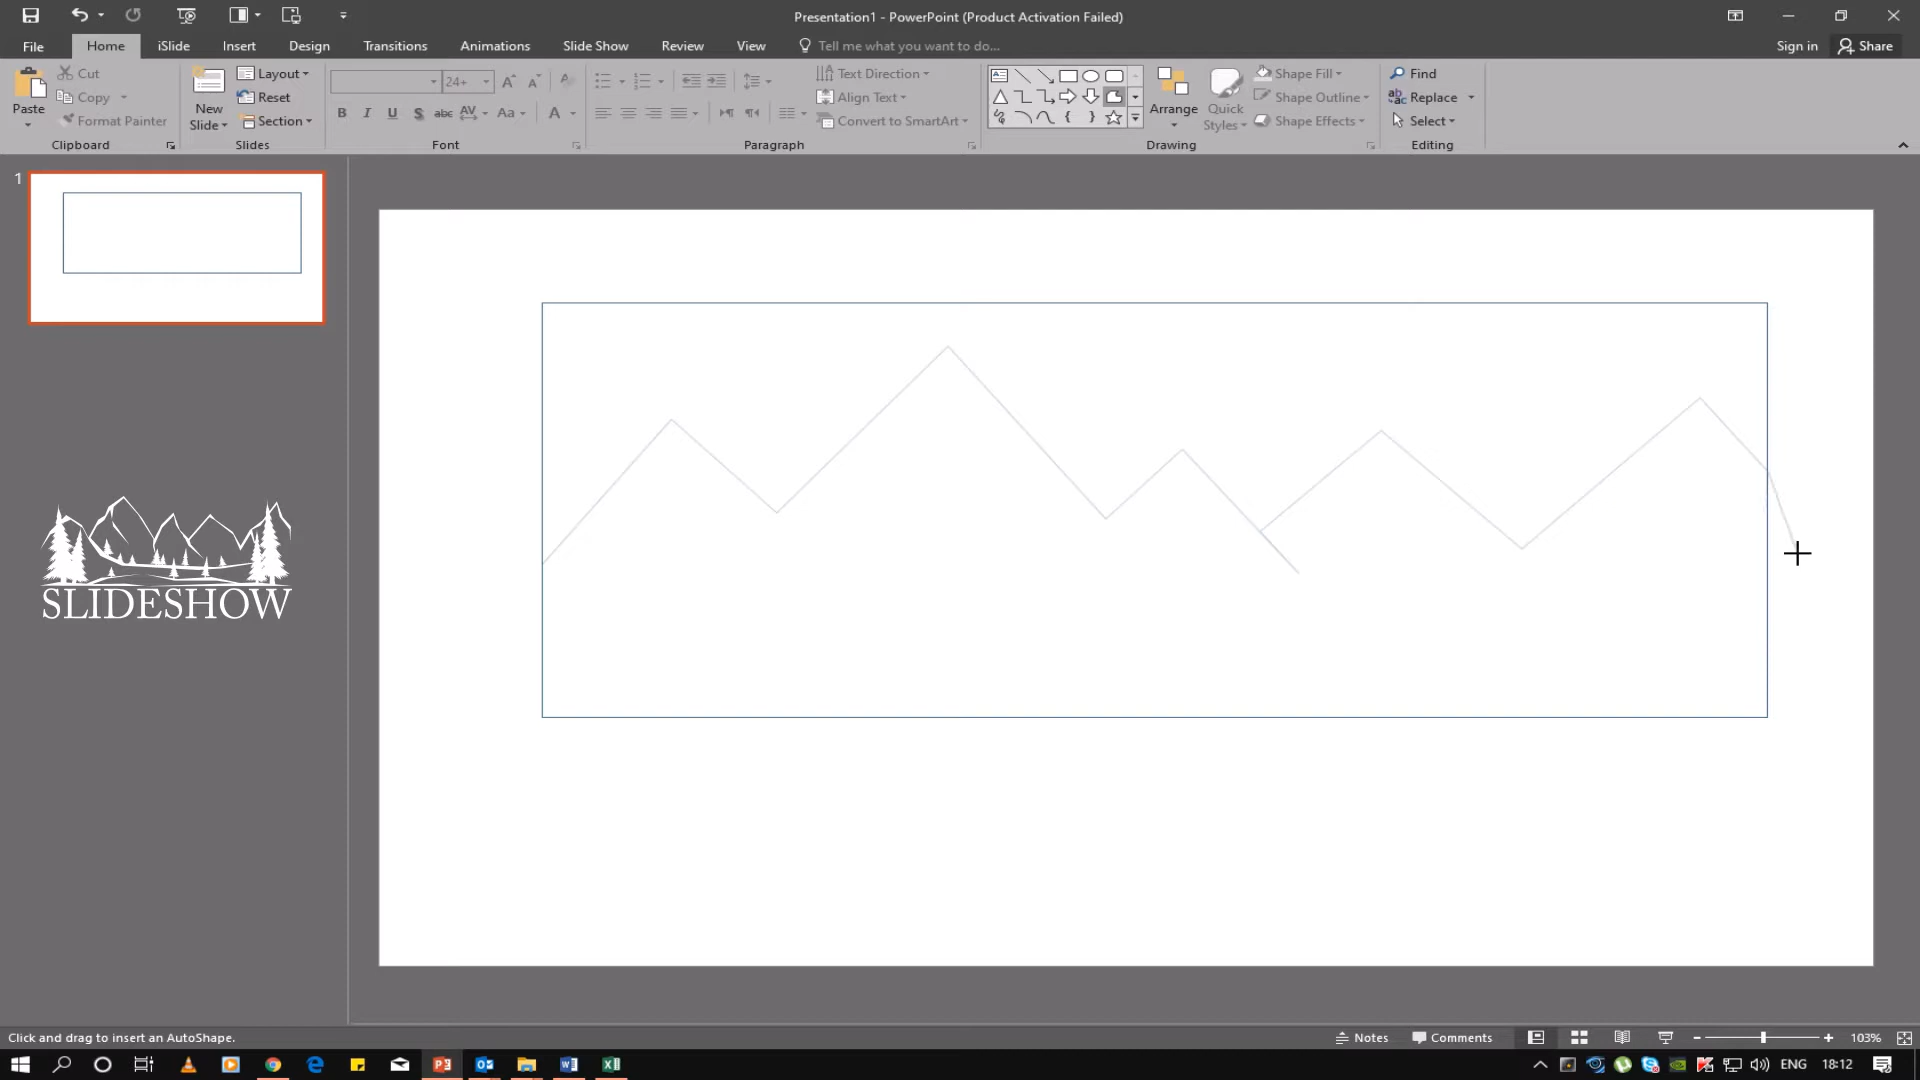 Presentation1 - PowerPoint (Product Activation Failed)
File Home iSlide Insert Design Transitions Animations Slide Show Review View Tell me what you want to do... Sign in Share
Paste
Cut
Copy
Format Painter
Clipboard
New
Slide
Layout
Reset
Section
Slides
24+
B I U S abc AV Aa A
Font
Text Direction
Align Text
Convert to SmartArt
Paragraph
Arrange
Quick
Styles
Shape Fill
Shape Outline
Shape Effects
Drawing
Find
Replace
Select
Editing
1
SLIDESHOW
Click and drag to insert an AutoShape.
Notes Comments 103%
ENG 18:12